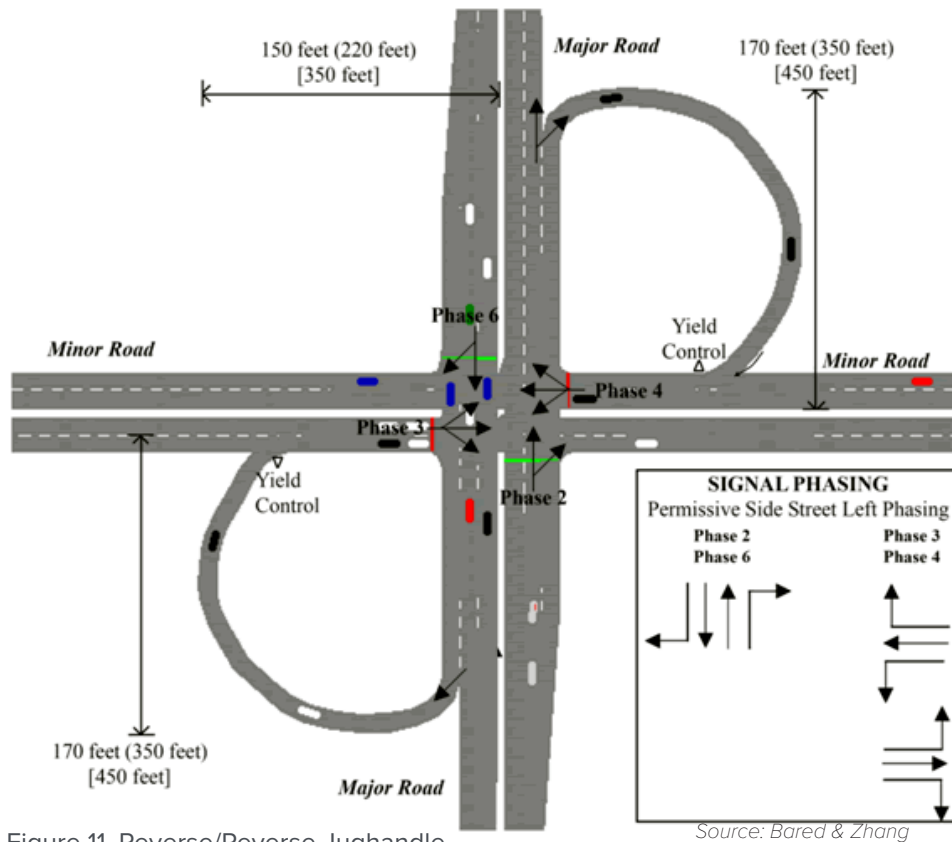 150 feet (220 feet)
[350 feet]
Major Road
170 feet (350 feet)
[450 feet]
Phase 6
Minor Road
Yield
Control
Minor Road
Phase 4
Phase 3
Yield
Control
Phase 2
SIGNAL PHASING
Permissive Side Street Left Phasing
Phase 2
Phase 6
Phase 3
Phase 4
170 feet (350 feet)
[450 feet]
Major Road
Figure 11. Reverse/Reverse Jughandle
Source: Bared & Zhang